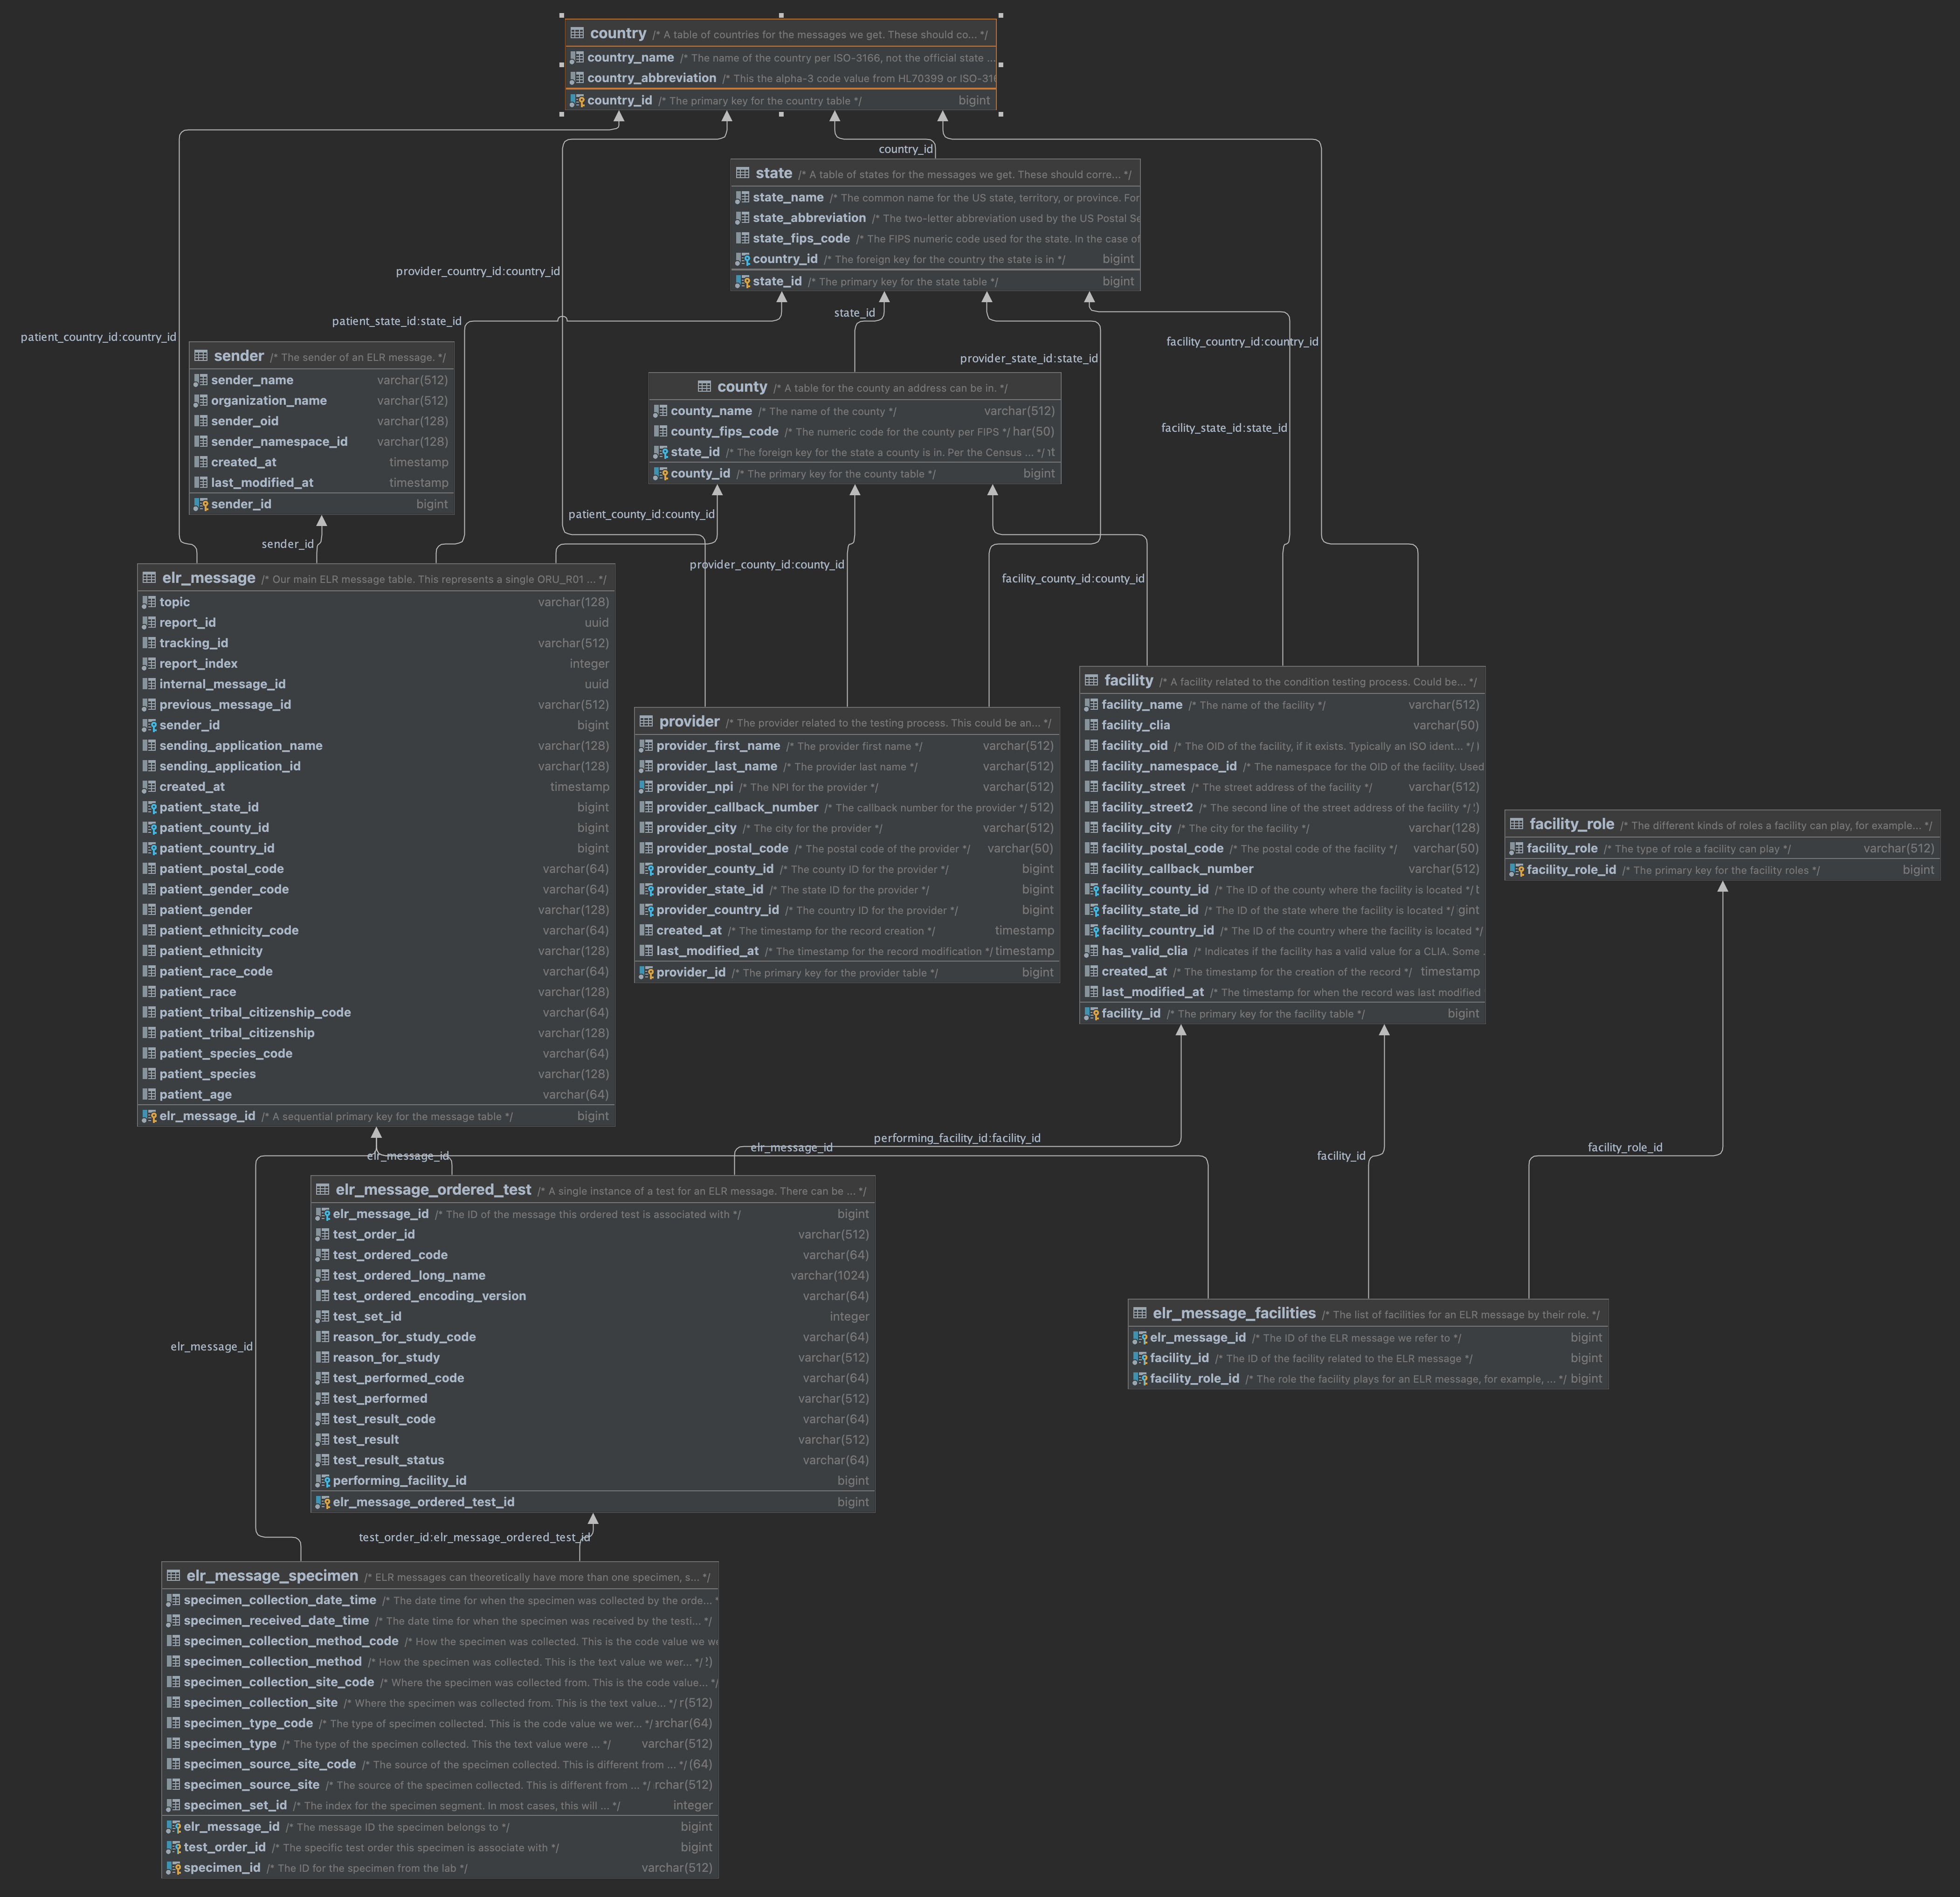 country /* A table of countries for the messages we get. These should co... */
country_name /* The name of the country per ISO-3166, not the official state ...
country_abbreviation /* This the alpha-3 code value from HL70399 or
country_id /* The primary key for the country table */ bigint
country_id
state /* A table of states for the messages we get. These should corre... */
state_name /* The common name for the US state, territory, or province. For
state_abbreviation /* The two-letter abbreviation used by the US Postal
state_fips_code /* The FIPS numeric code used for the state. In the case of
country_id /* The foreign key for the country the state is in */ bigint
state_id /* The primary key for the state table */ bigint
provider_country_id:country_id
patient_country_id:country_id
patient_state_id:state_id
state_id
provider_state_id:state_id
facility_country_id:country_id
facility_state_id:state_id
sender /* The sender of an ELR message. */
sender_name varchar(512)
organization_name varchar(512)
sender_oid varchar(128)
sender_namespace_id varchar(128)
created_at timestamp
last_modified_at timestamp
sender_id bigint
county /* A table for the county an address can be in. */
county_name /* The name of the county */ varchar(512)
county_fips_code /* The numeric code for the county per FIPS */ har(50)
state_id /* The foreign key for the state a county is in. Per the Census ... */
county_id /* The primary key for the county table */ bigint
patient_county_id:county_id
sender_id
provider_county_id:county_id
facility_county_id:county_id
elr_message /* Our main ELR message table. This represents a single ORU_R01 ... */
topic varchar(128)
report_id uuid
tracking_id varchar(512)
report_index integer
internal_message_id uuid
previous_message_id varchar(512)
sender_id bigint
sending_application_name varchar(128)
sending_application_id varchar(128)
created_at timestamp
patient_state_id bigint
patient_county_id bigint
patient_country_id bigint
patient_postal_code varchar(64)
patient_gender_code varchar(64)
patient_gender varchar(128)
patient_ethnicity_code varchar(64)
patient_ethnicity varchar(128)
patient_race_code varchar(64)
patient_race varchar(128)
patient_tribal_citizenship_code varchar(64)
patient_tribal_citizenship varchar(128)
patient_species_code varchar(64)
patient_species varchar(128)
patient_age varchar(64)
elr_message_id /* A sequential primary key for the message table */ bigint
provider /* The provider related to the testing process. This could be an... */
provider_first_name /* The provider first name */ varchar(512)
provider_last_name /* The provider last name */ varchar(512)
provider_npi /* The NPI for the provider */ varchar(512)
provider_callback_number /* The callback number for the provider */ 512)
provider_city /* The city for the provider */ varchar(512)
provider_postal_code /* The postal code of the provider */ varchar(50)
provider_county_id /* The county ID for the provider */ bigint
provider_state_id /* The state ID for the provider */ bigint
provider_country_id /* The country ID for the provider */ bigint
created_at /* The timestamp for the record creation */ timestamp
last_modified_at /* The timestamp for the record modification */ timestamp
provider_id /* The primary key for the provider table */ bigint
facility /* A facility related to the condition testing process. Could be... */
facility_name /* The name of the facility */ varchar(512)
facility_clia varchar(50)
facility_oid /* The OID of the facility, if it exists. Typically an ISO ident... */
facility_namespace_id /* The namespace for the OID of the facility. Used
facility_street /* The street address of the facility */ varchar(512)
facility_street2 /* The second line of the street address of the facility */
facility_city /* The city for the facility */ varchar(128)
facility_postal_code /* The postal code of the facility */ varchar(50)
facility_callback_number varchar(512)
facility_county_id /* The ID of the county where the facility is located */ t
facility_state_id /* The ID of the state where the facility is located */ gint
facility_country_id /* The ID of the country where the facility is located */
has_valid_clia /* Indicates if the facility has a valid value for a CLIA. Some
created_at /* The timestamp for the creation of the record */ timestamp
last_modified_at /* The timestamp for when the record was last modified
facility_id /* The primary key for the facility table */ bigint
facility_role /* The different kinds of roles a facility can play, for example... */
facility_role /* The type of role a facility can play */ varchar(512)
facility_role_id /* The primary key for the facility roles */ bigint
performing_facility_id:facility_id
elr_message_id
elr_message_id
facility_id
facility_role_id
elr_message_ordered_test /* A single instance of a test for an ELR message. There can be ... */
elr_message_id /* The ID of the message this ordered test is associated with */ bigint
test_order_id varchar(512)
test_ordered_code varchar(64)
test_ordered_long_name varchar(1024)
test_ordered_encoding_version varchar(64)
test_set_id integer
reason_for_study_code varchar(64)
reason_for_study varchar(512)
test_performed_code varchar(64)
test_performed varchar(512)
test_result_code varchar(64)
test_result varchar(512)
test_result_status varchar(64)
performing_facility_id bigint
elr_message_ordered_test_id bigint
elr_message_id
elr_message_facilities /* The list of facilities for an ELR message by their role. */
elr_message_id /* The ID of the ELR message we refer to */ bigint
facility_id /* The ID of the facility related to the ELR message */ bigint
facility_role_id /* The role the facility plays for an ELR message, for example, ... */ bigint
test_order_id:elr_message_ordered_test_id
elr_message_specimen /* ELR messages can theoretically have more than one specimen, s... */
specimen_collection_date_time /* The date time for when the specimen was collected by the orde...
specimen_received_date_time /* The date time for when the specimen was received by the testi... */
specimen_collection_method_code /* How the specimen was collected. This is the code value we
specimen_collection_method /* How the specimen was collected. This is the text value we wer... */
specimen_collection_site_code /* Where the specimen was collected from. This is the code value... */
specimen_collection_site /* Where the specimen was collected from. This is the text value... */ r(512)
specimen_type_code /* The type of specimen collected. This is the code value we wer... */ archar(64)
specimen_type /* The type of the specimen collected. This the text value were ... */ varchar(512)
specimen_source_site_code /* The source of the specimen collected. This is different from ... */ (64)
specimen_source_site /* The source of the specimen collected. This is different from ... */ rchar(512)
specimen_set_id /* The index for the specimen segment. In most cases, this will ... */ integer
elr_message_id /* The message ID the specimen belongs to */ bigint
test_order_id /* The specific test order this specimen is associate with */ bigint
specimen_id /* The ID for the specimen from the lab */ varchar(512)